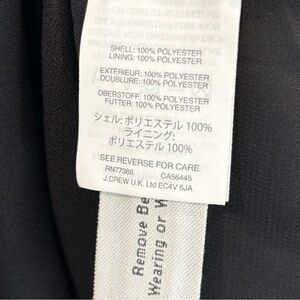 SHELL: 100% POLYESTER
LINING: 100% POLYESTER
EXTÉRIEUR: 100% POLYESTER
DOUBLURE: 100% POLYESTER
OBERSTOFF: 100% POLYESTER
FUTTER: 100% POLYESTER
シェル: ポリエステル 100%
ライニング:
ポリエステル 100%
SEE REVERSE FOR CARE
RN77388 CA56445
J.CREW U.K. Ltd EC4V 6JA
Remove Be
Wearing or W